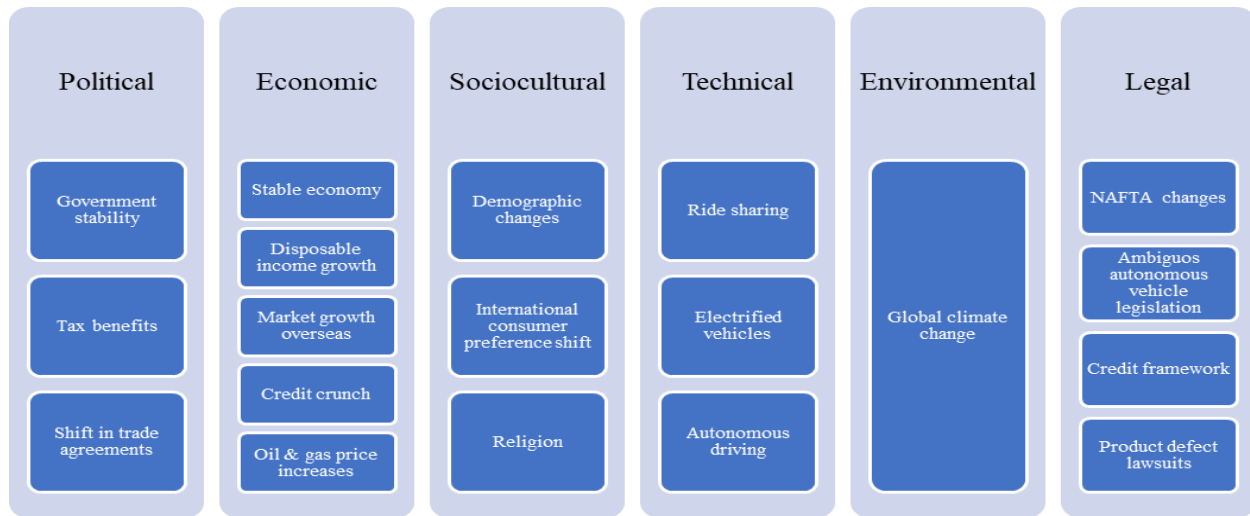 Political
Government
stability
Tax benefits
Shift in trade
agreements
Economic
Stable economy
Disposable
income growth
Market growth
overseas
Credit crunch
Oil & gas price
increases
Sociocultural
Demographic
changes
International
consumer
preference shift
Religion
Technical
Ride sharing
Electrified
vehicles
Autonomous
driving
Environmental
Global climate
change
Legal
NAFTA changes
Ambiguos
autonomous
vehicle
legislation
Credit framework
Product defect
lawsuits